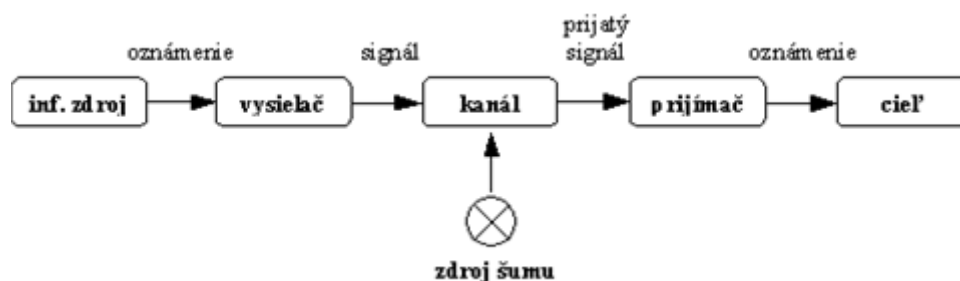 prijatý
oznámenie signál signál oznámenie
inf. zdroj vysielač kanál prijímač cieľ
zdroj šumu